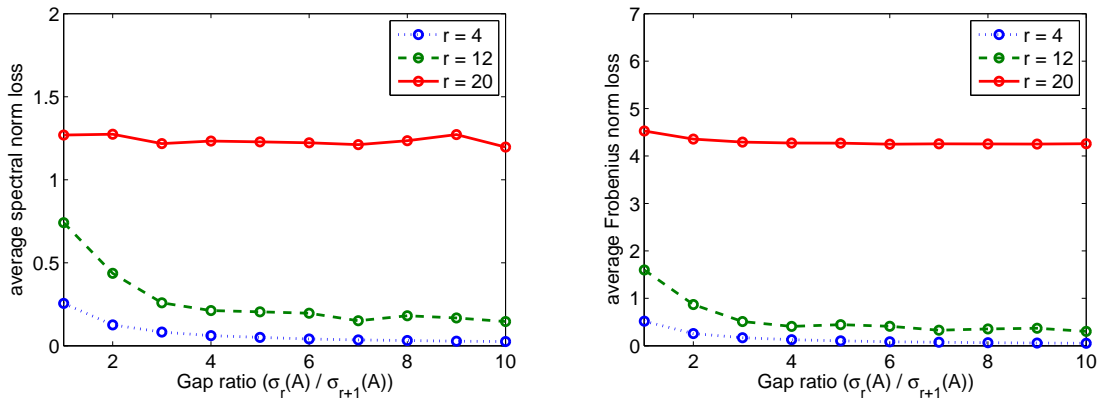 2
1.5
1
0.5
0
average spectral norm loss
r = 4
r = 12
r = 20
2
4
6
8
10
Gap ratio (σr(A) / σr+1(A))
7
6
5
4
3
2
1
0
average Frobenius norm loss
r = 4
r = 12
r = 20
2
4
6
8
10
Gap ratio (σr(A) / σr+1(A))